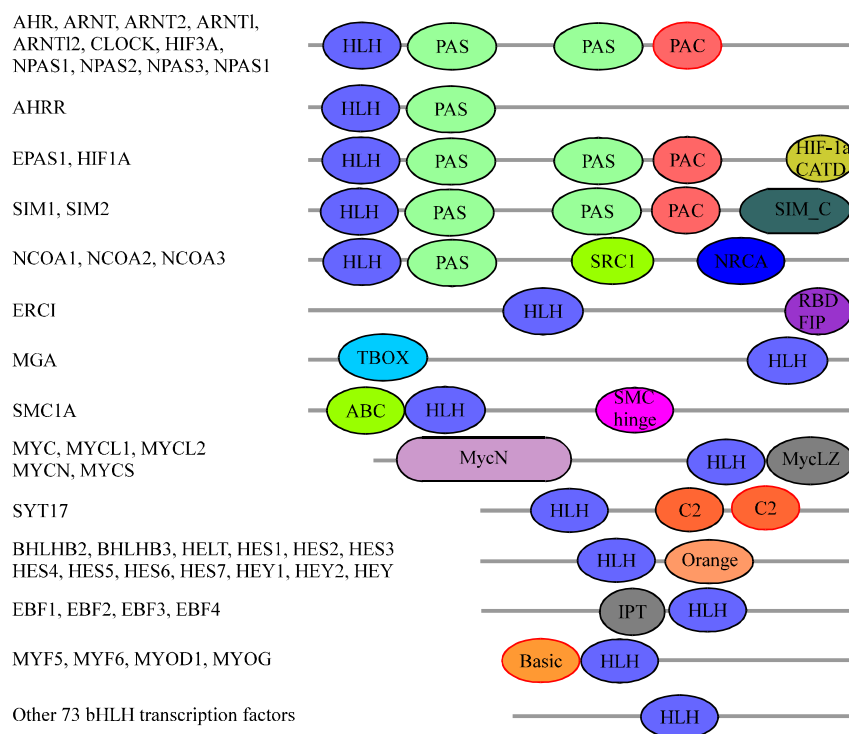 AHR, ARNT, ARNT2, ARNTl,
ARNTl2, CLOCK, HIF3A,
NPAS1, NPAS2, NPAS3, NPAS1
HLH PAS PAS PAC
AHRR HLH PAS
EPAS1, HIF1A HLH PAS PAS PAC HIF-1a
CATD
SIM1, SIM2 HLH PAS PAS PAC SIM_C
NCOA1, NCOA2, NCOA3 HLH PAS SRC1 NRCA
ERCI HLH RBD
FIP
MGA TBOX HLH
SMC1A ABC HLH SMC
hinge
MYC, MYCL1, MYCL2
MYCN, MYCS
MycN HLH MycLZ
SYT17 HLH C2 C2
BHLHB2, BHLHB3, HELT, HES1, HES2, HES3
HES4, HES5, HES6, HES7, HEY1, HEY2, HEY
HLH Orange
EBF1, EBF2, EBF3, EBF4 IPT HLH
MYF5, MYF6, MYOD1, MYOG Basic HLH
Other 73 bHLH transcription factors HLH